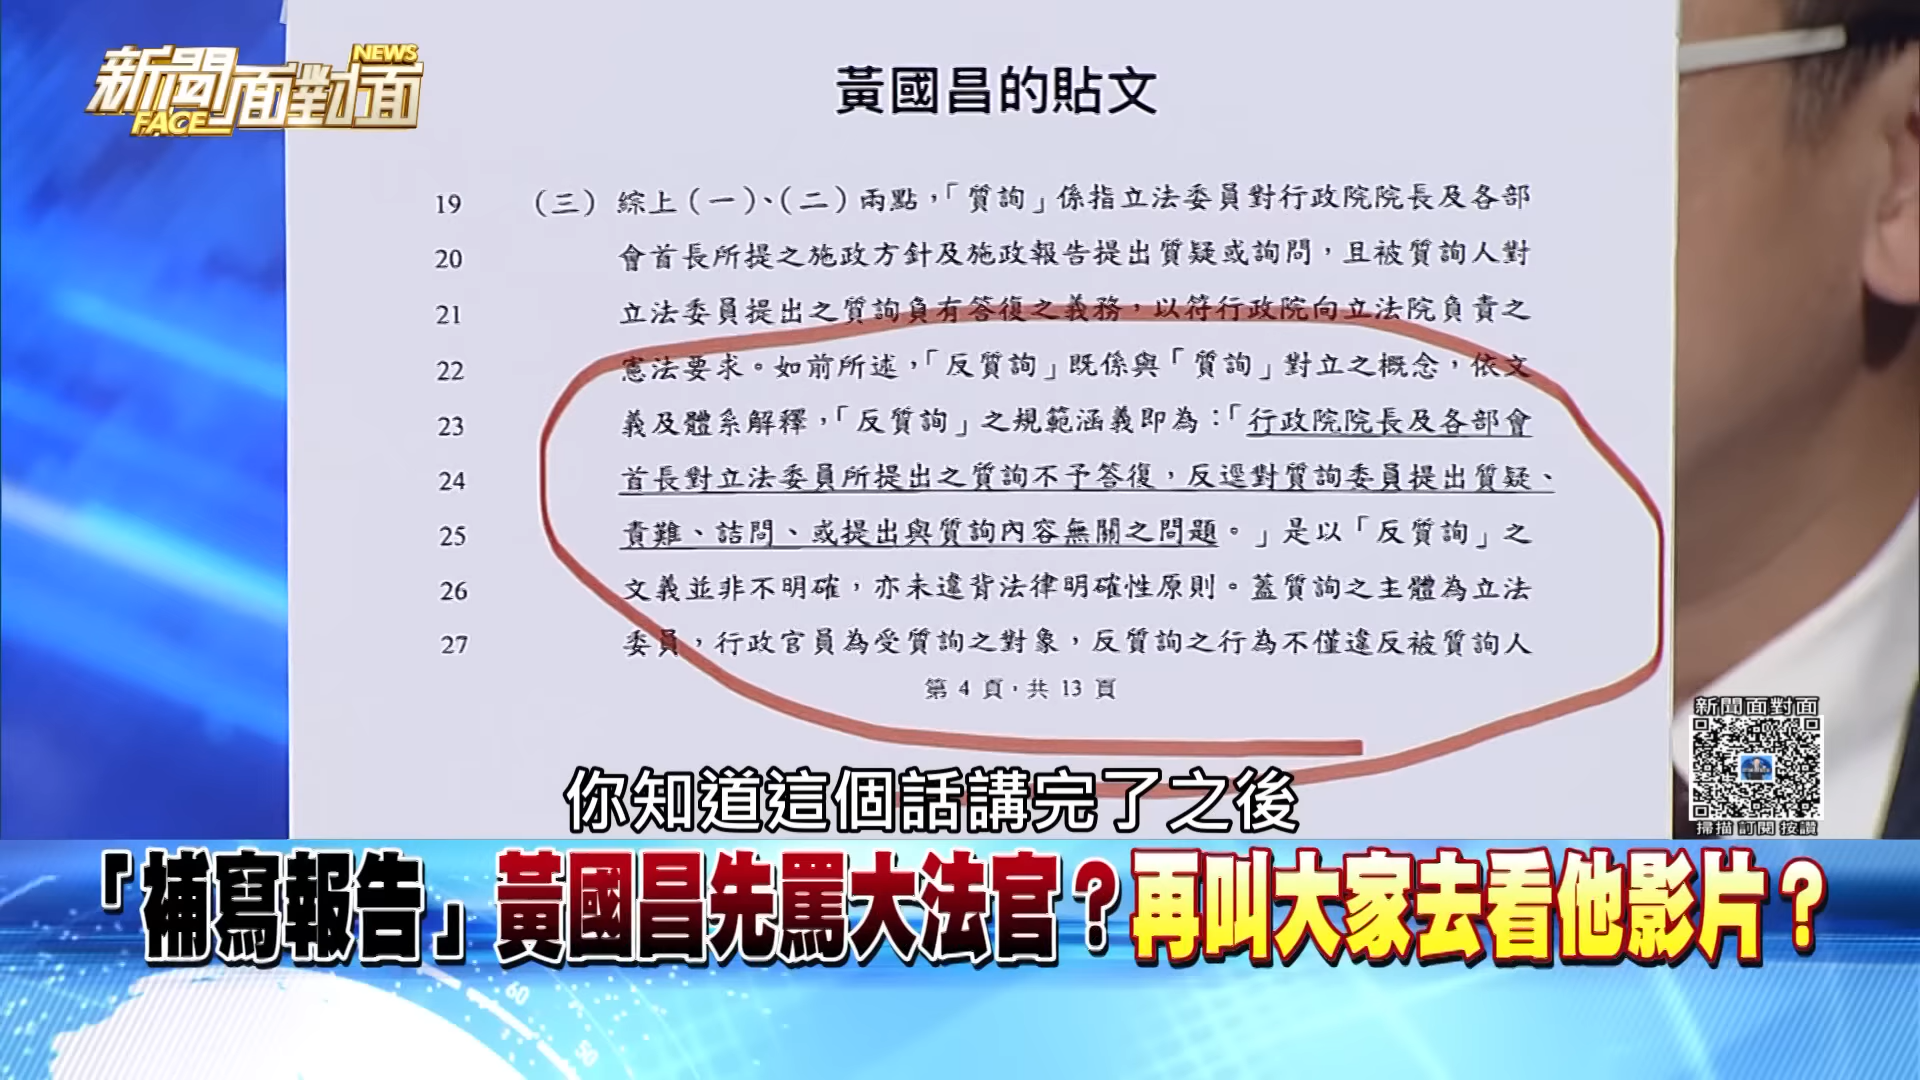 新聞面對面
NEWS
FACE
黃國昌的貼文
19 （三）綜上（一）、（二）兩點，「質詢」係指立法委員對行政院院長及各部
20 會首長所提之施政方針及施政報告提出質疑或詢問，且被質詢人對
21 立法委員提出之質詢負有答復之義務，以符行政院向立法院負責之
22 憲法要求。如前所述，「反質詢」既係與「質詢」對立之概念，依文
23 義及體系解釋，「反質詢」之規範涵義即為：「行政院院長及各部會
24 首長對立法委員所提出之質詢不予答復，反逕對質詢委員提出質疑、
25 責難、詰問、或提出與質詢內容無關之問題。」是以「反質詢」之
26 文義並非不明確，亦未違背法律明確性原則。蓋質詢之主體為立法
27 委員，行政官員為受質詢之對象，反質詢之行為不僅違反被質詢人
第 4 頁，共 13 頁
新聞面對面
掃描 訂閱 按讚
你知道這個話講完了之後
「補寫報告」黃國昌先罵大法官？再叫大家去看他影片？
60
50